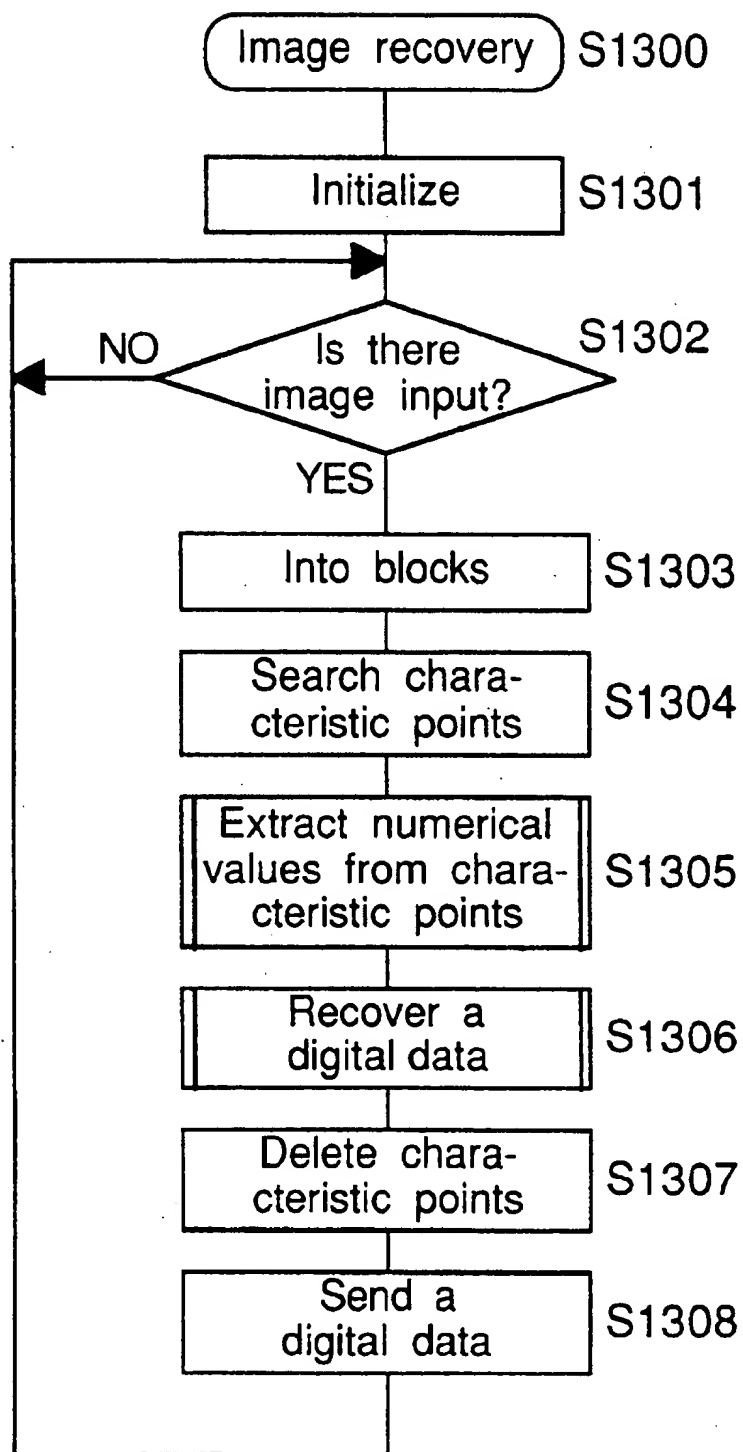 Image recovery S1300
Initialize S1301
NO
Is there
image input?
S1302
YES
Into blocks S1303
Search chara-
cteristic points
S1304
Extract numerical
values from chara-
cteristic points
S1305
Recover a
digital data
S1306
Delete chara-
cteristic points
S1307
Send a
digital data
S1308